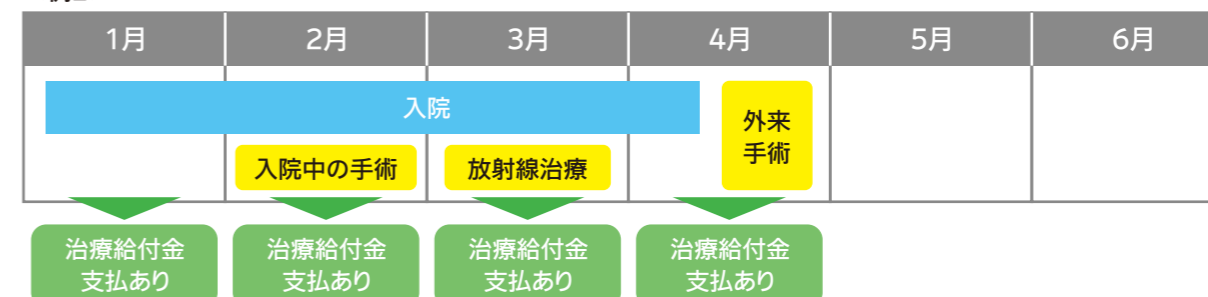 1月 2月 3月 4月 5月 6月
入院
外来
手術
入院中の手術 放射線治療
治療給付金 治療給付金 治療給付金 治療給付金
支払あり 支払あり 支払あり 支払あり